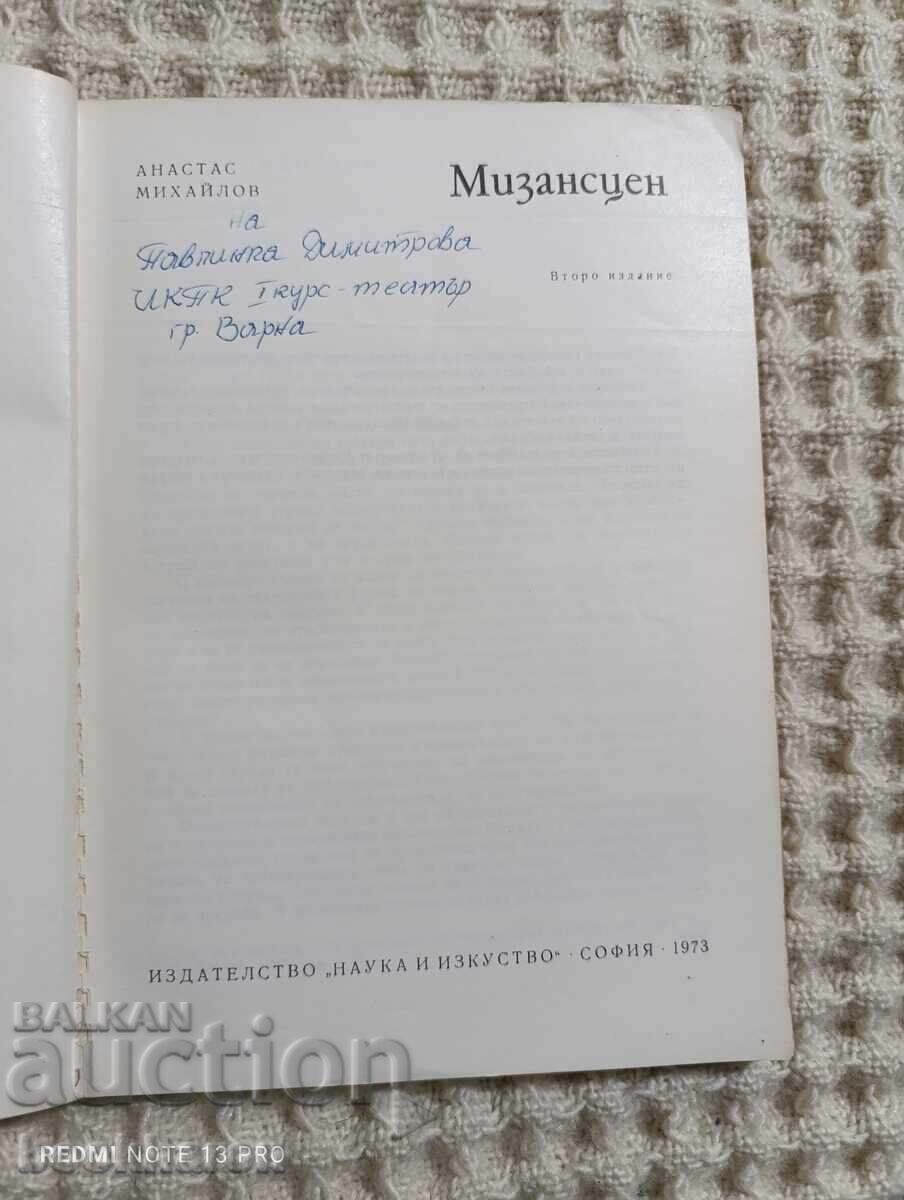 АНАСТАС
МИХАЙЛОВ
Мизансцен
на
Павлинка Димитрова
ИКПК I курс - театър
гр. Варна
Второ издание
ИЗДАТЕЛСТВО „НАУКА И ИЗКУСТВО“ · СОФИЯ · 1973
BALKAN
auction
REDMI NOTE 13 PRO